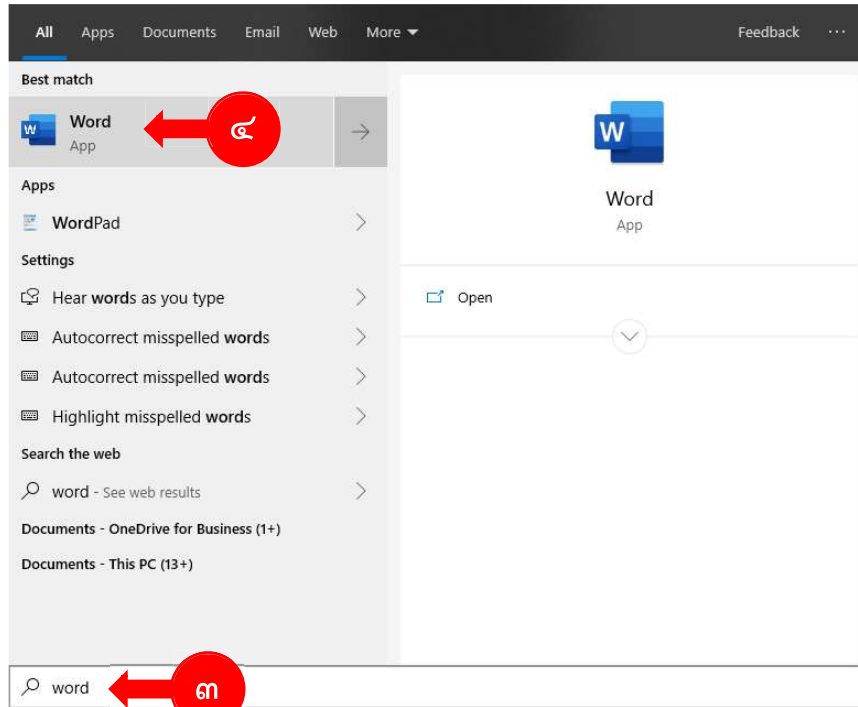 All Apps Documents Email Web More Feedback ...
Best match
Word
App
๔
Apps
WordPad
Settings
Hear words as you type
Autocorrect misspelled words
Autocorrect misspelled words
Highlight misspelled words
Search the web
word - See web results
Documents - OneDrive for Business (1+)
Documents - This PC (13+)
W
Word
App
Open
word
๓